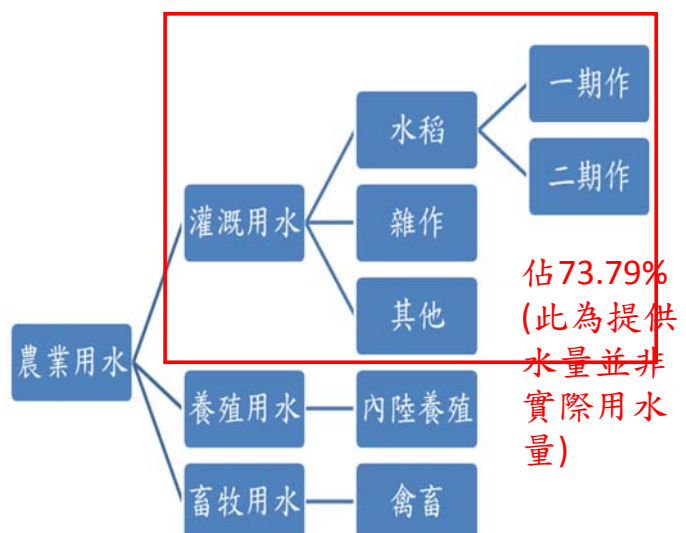 一期作
水稻
二期作
灌溉用水
雜作
佔73.79%
(此為提供
水量並非
實際用水
量)
其他
農業用水
養殖用水
內陸養殖
畜牧用水
禽畜